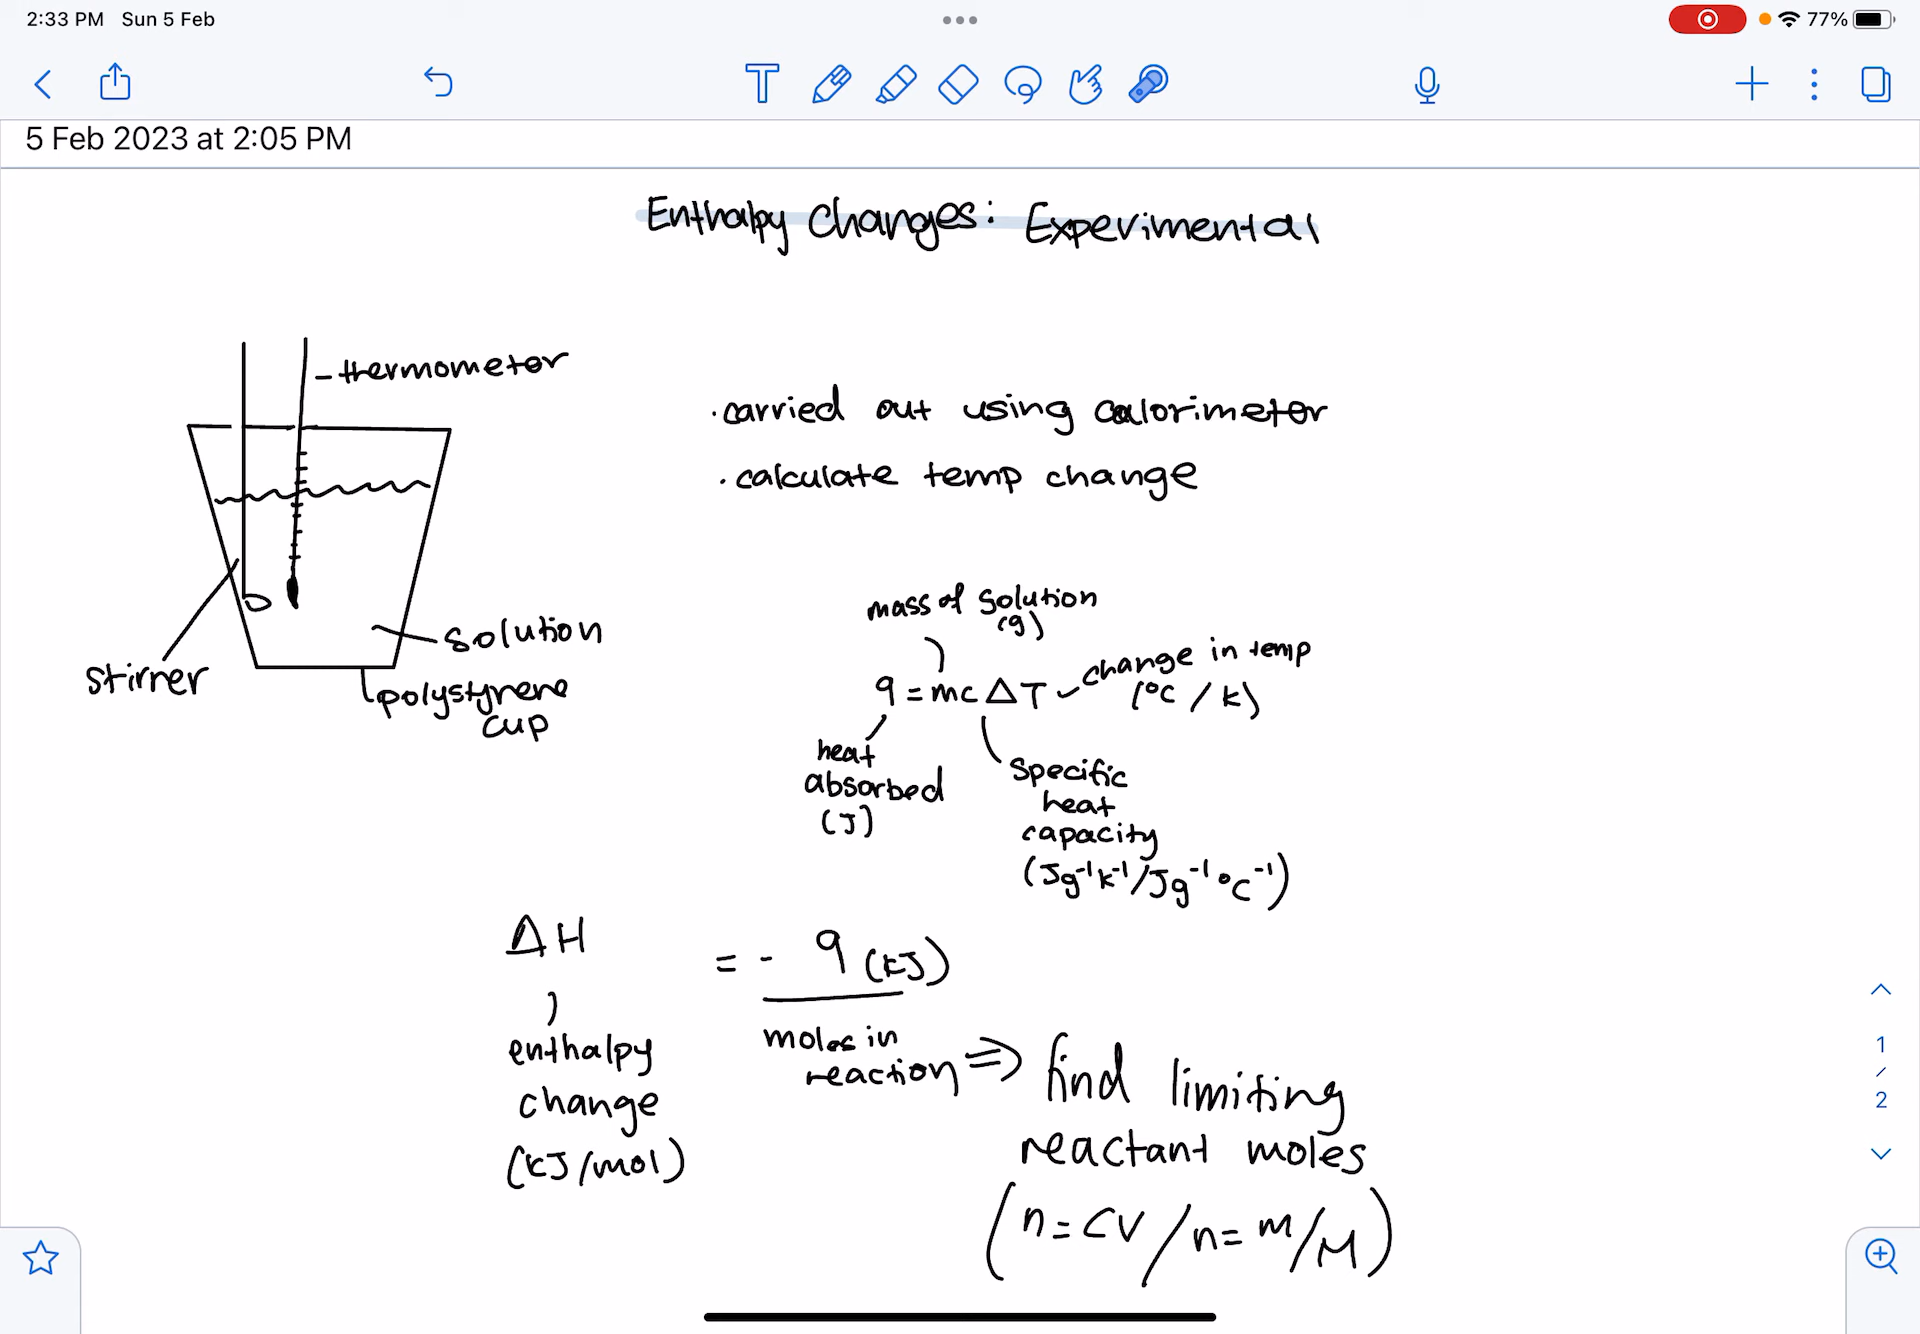 2:33 PM Sun 5 Feb
77%
5 Feb 2023 at 2:05 PM
Enthalpy Changes: Experimental
- thermometer
· carried out using calorimeter
· calculate temp change
solution
stirrer
polystyrene
cup
mass of solution
(g)
q = mc △T
change in temp
(°C / K)
heat
absorbed
(J)
specific
heat
capacity
(Jg⁻¹K⁻¹/Jg⁻¹°C⁻¹)
△H = - q (kJ)
enthalpy
change
(kJ/mol)
moles in
reaction ⇒ find limiting
reactant moles
(n = CV / n = m/M)
1
/
2